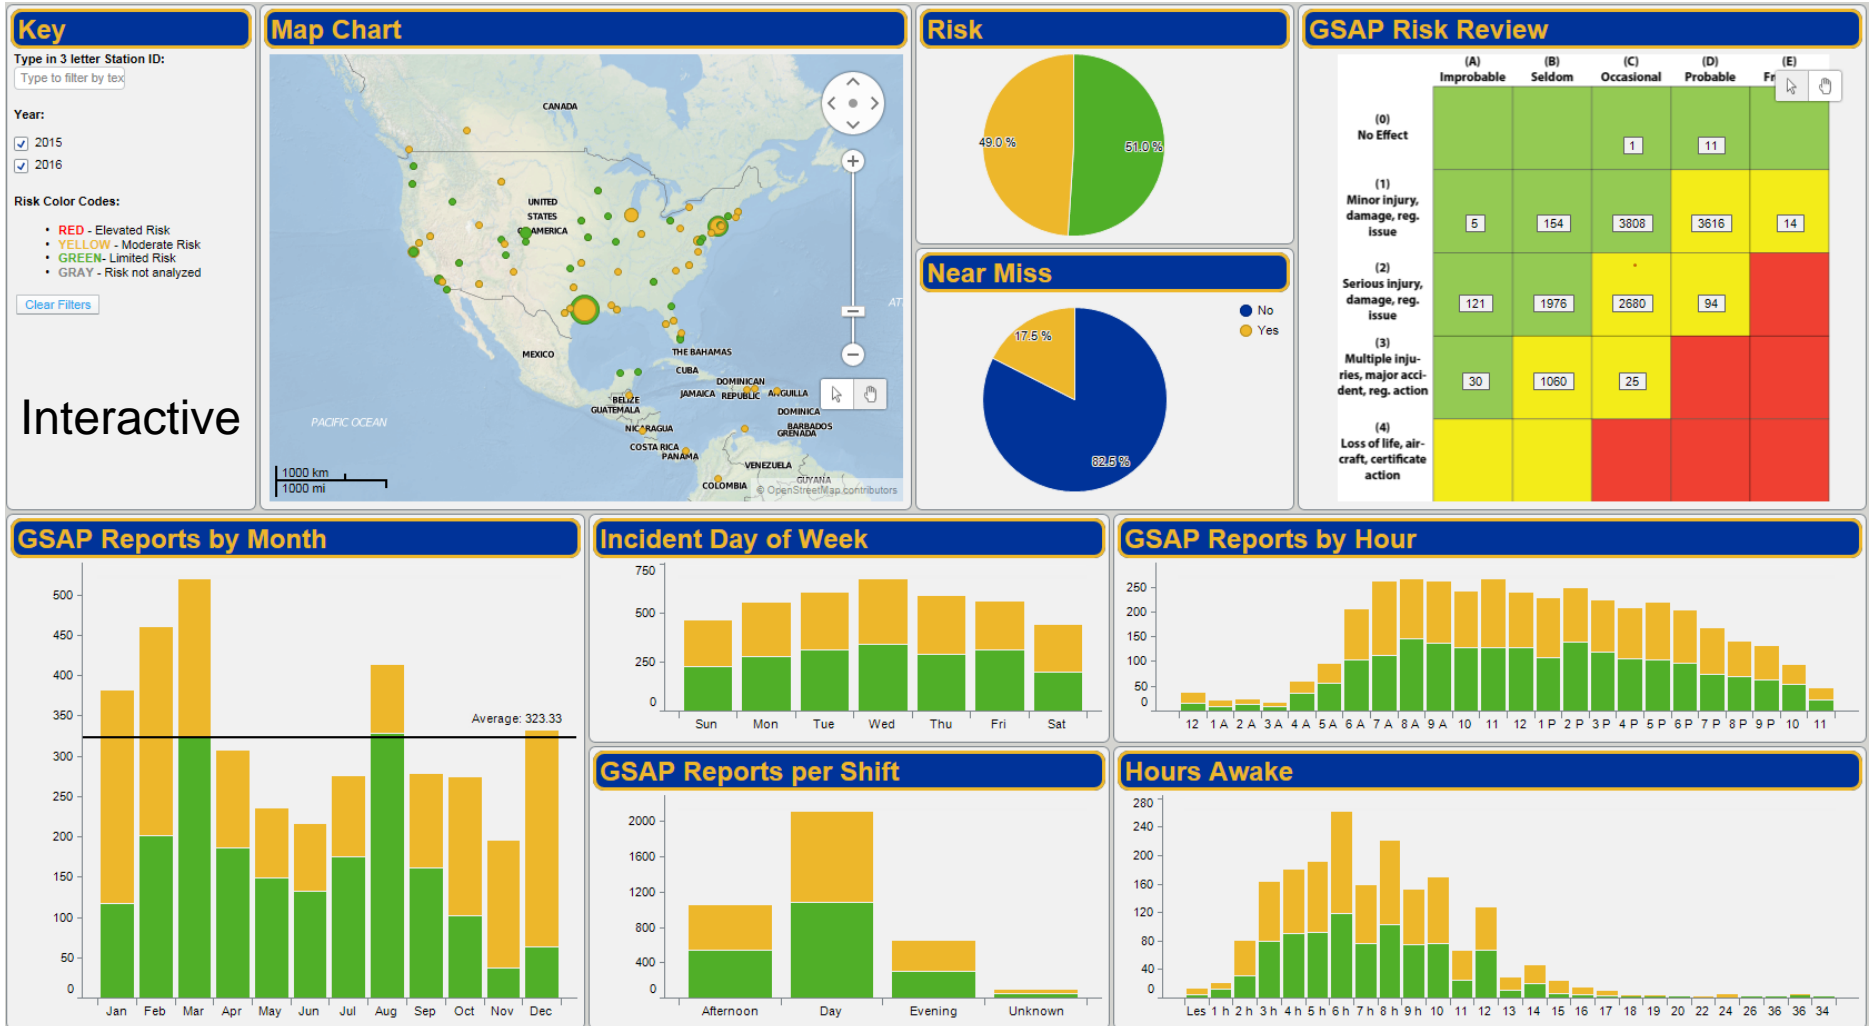 Key
Type in 3 letter Station ID:
Type to filter by tex
Year:
2015
2016
Risk Color Codes:
• RED - Elevated Risk
• YELLOW - Moderate Risk
• GREEN- Limited Risk
• GRAY - Risk not analyzed
Clear Filters
Interactive
Map Chart
CANADA
UNITED
STATES
OF AMERICA
MEXICO
THE BAHAMAS
CUBA
DOMINICAN
JAMAICA REPUBLIC ANGUILLA
BELIZE
GUATEMALA
DOMINICA
BARBADOS
NICARAGUA
GRENADA
COSTA RICA
PANAMA
VENEZUELA
GUYANA
COLOMBIA
PACIFIC OCEAN
AT
1000 km
1000 mi
© OpenStreetMap contributors
Risk
49.0 %
51.0 %
Near Miss
No
Yes
17.5 %
82.5 %
GSAP Risk Review
(A) (B) (C) (D) (E)
Improbable Seldom Occasional Probable Fr
(0)
No Effect
1 11
(1)
Minor injury,
damage, reg.
issue
5 154 3808 3616 14
(2)
Serious injury,
damage, reg.
issue
121 1976 2680 94
(3)
Multiple inju-
ries, major acci-
dent, reg. action
30 1060 25
(4)
Loss of life, air-
craft, certificate
action
GSAP Reports by Month
500
450
400
350
300
250
200
150
100
50
0
Average: 323.33
Jan Feb Mar Apr May Jun Jul Aug Sep Oct Nov Dec
Incident Day of Week
750
500
250
0
Sun Mon Tue Wed Thu Fri Sat
GSAP Reports by Hour
250
200
150
100
50
0
12 1 A 2 A 3 A 4 A 5 A 6 A 7 A 8 A 9 A 10 11 12 1 P 2 P 3 P 4 P 5 P 6 P 7 P 8 P 9 P 10 11
GSAP Reports per Shift
2000
1600
1200
800
400
0
Afternoon Day Evening Unknown
Hours Awake
280
240
200
160
120
80
40
0
Les 1 h 2 h 3 h 4 h 5 h 6 h 7 h 8 h 9 h 10 11 12 13 14 15 16 17 18 19 20 22 24 26 36 36 34